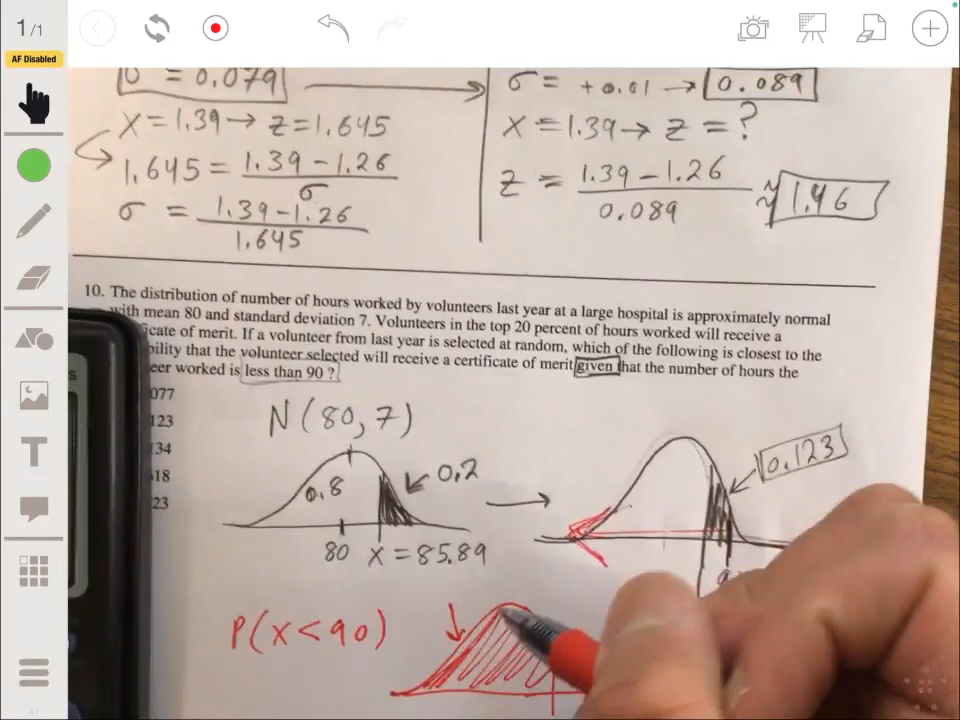 1/1
AF Disabled
σ = 0.079
σ = +0.01 → 0.089
x = 1.39 → z = 1.645
x = 1.39 → z = ?
1.645 = 1.39 - 1.26
σ
z = 1.39 - 1.26
0.089
≈ 1.46
σ = 1.39 - 1.26
1.645
10. The distribution of number of hours worked by volunteers last year at a large hospital is approximately normal
with mean 80 and standard deviation 7. Volunteers in the top 20 percent of hours worked will receive a
icate of merit. If a volunteer from last year is selected at random, which of the following is closest to the
bility that the volunteer selected will receive a certificate of merit given that the number of hours the
eer worked is less than 90 ?
077
123
134
618
23
N(80,7)
0.8
0.2
80
x = 85.89
0.123
P(x < 90)
T